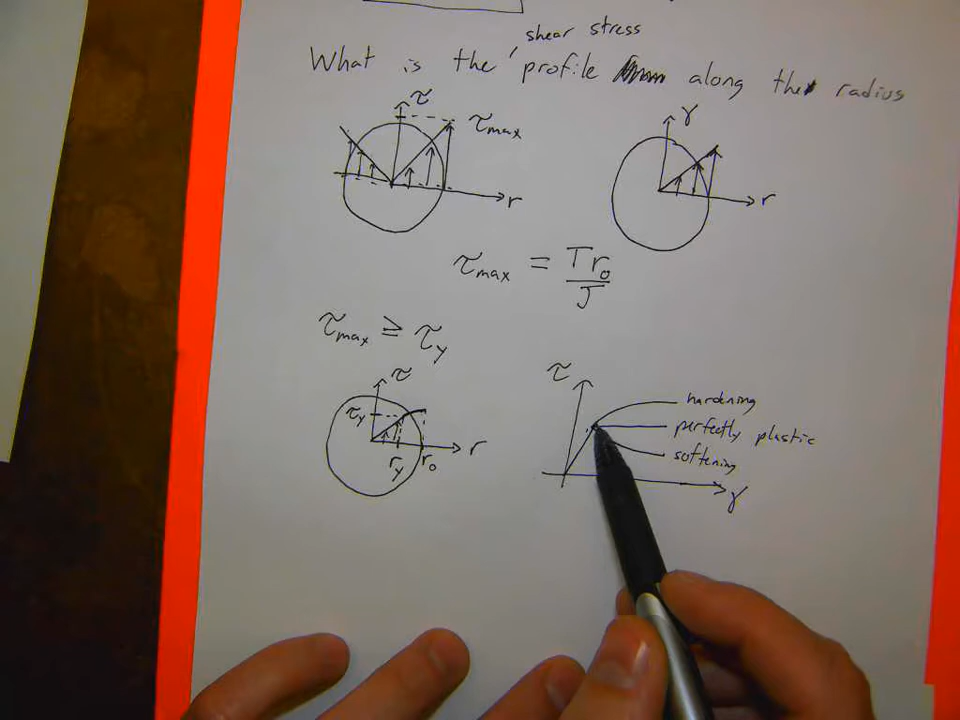 shear stress
What is the profile along the radius
τ τmax r
γ r
τmax = Tr₀/J
τmax ≥ τy
τ τy r ry r₀
τ hardening
perfectly plastic
softening
γ